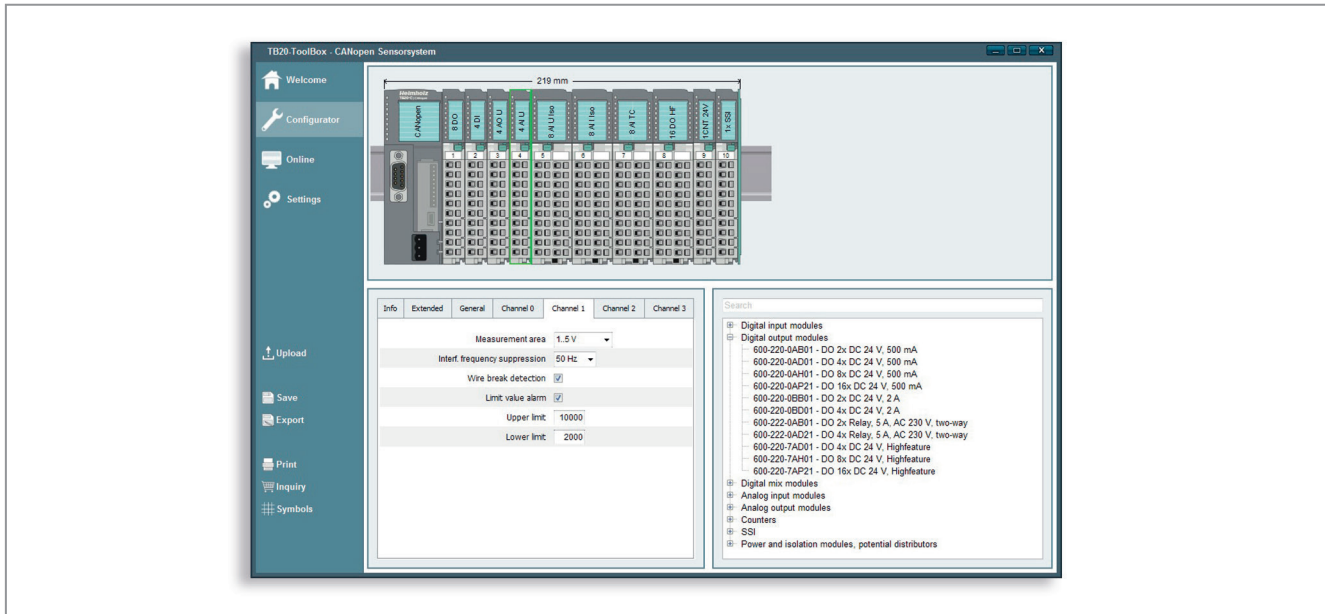 TB20-ToolBox - CANopen Sensorsystem
Welcome
Configurator
Online
Settings
Upload
Save
Export
Print
Inquiry
Symbols
219 mm
Helmholz
CANopen
8 DO
4 DI
4 AO U
4 AI U
8 AI U Iso
8 AI I Iso
8 AI TC
16 DO HF
1CNT 24V
1x SSI
1 2 3 4 5 6 7 8 9 10
Info Extended General Channel 0 Channel 1 Channel 2 Channel 3
Measurement area 1..5 V
Interf. frequency suppression 50 Hz
Wire break detection
Limit value alarm
Upper limit 10000
Lower limit 2000
Search
Digital input modules
Digital output modules
600-220-0AB01 - DO 2x DC 24 V, 500 mA
600-220-0AD01 - DO 4x DC 24 V, 500 mA
600-220-0AH01 - DO 8x DC 24 V, 500 mA
600-220-0AP21 - DO 16x DC 24 V, 500 mA
600-220-0BB01 - DO 2x DC 24 V, 2 A
600-220-0BD01 - DO 4x DC 24 V, 2 A
600-222-0AB01 - DO 2x Relay, 5 A, AC 230 V, two-way
600-222-0AD21 - DO 4x Relay, 5 A, AC 230 V, two-way
600-220-7AD01 - DO 4x DC 24 V, Highfeature
600-220-7AH01 - DO 8x DC 24 V, Highfeature
600-220-7AP21 - DO 16x DC 24 V, Highfeature
Digital mix modules
Analog input modules
Analog output modules
Counters
SSI
Power and isolation modules, potential distributors